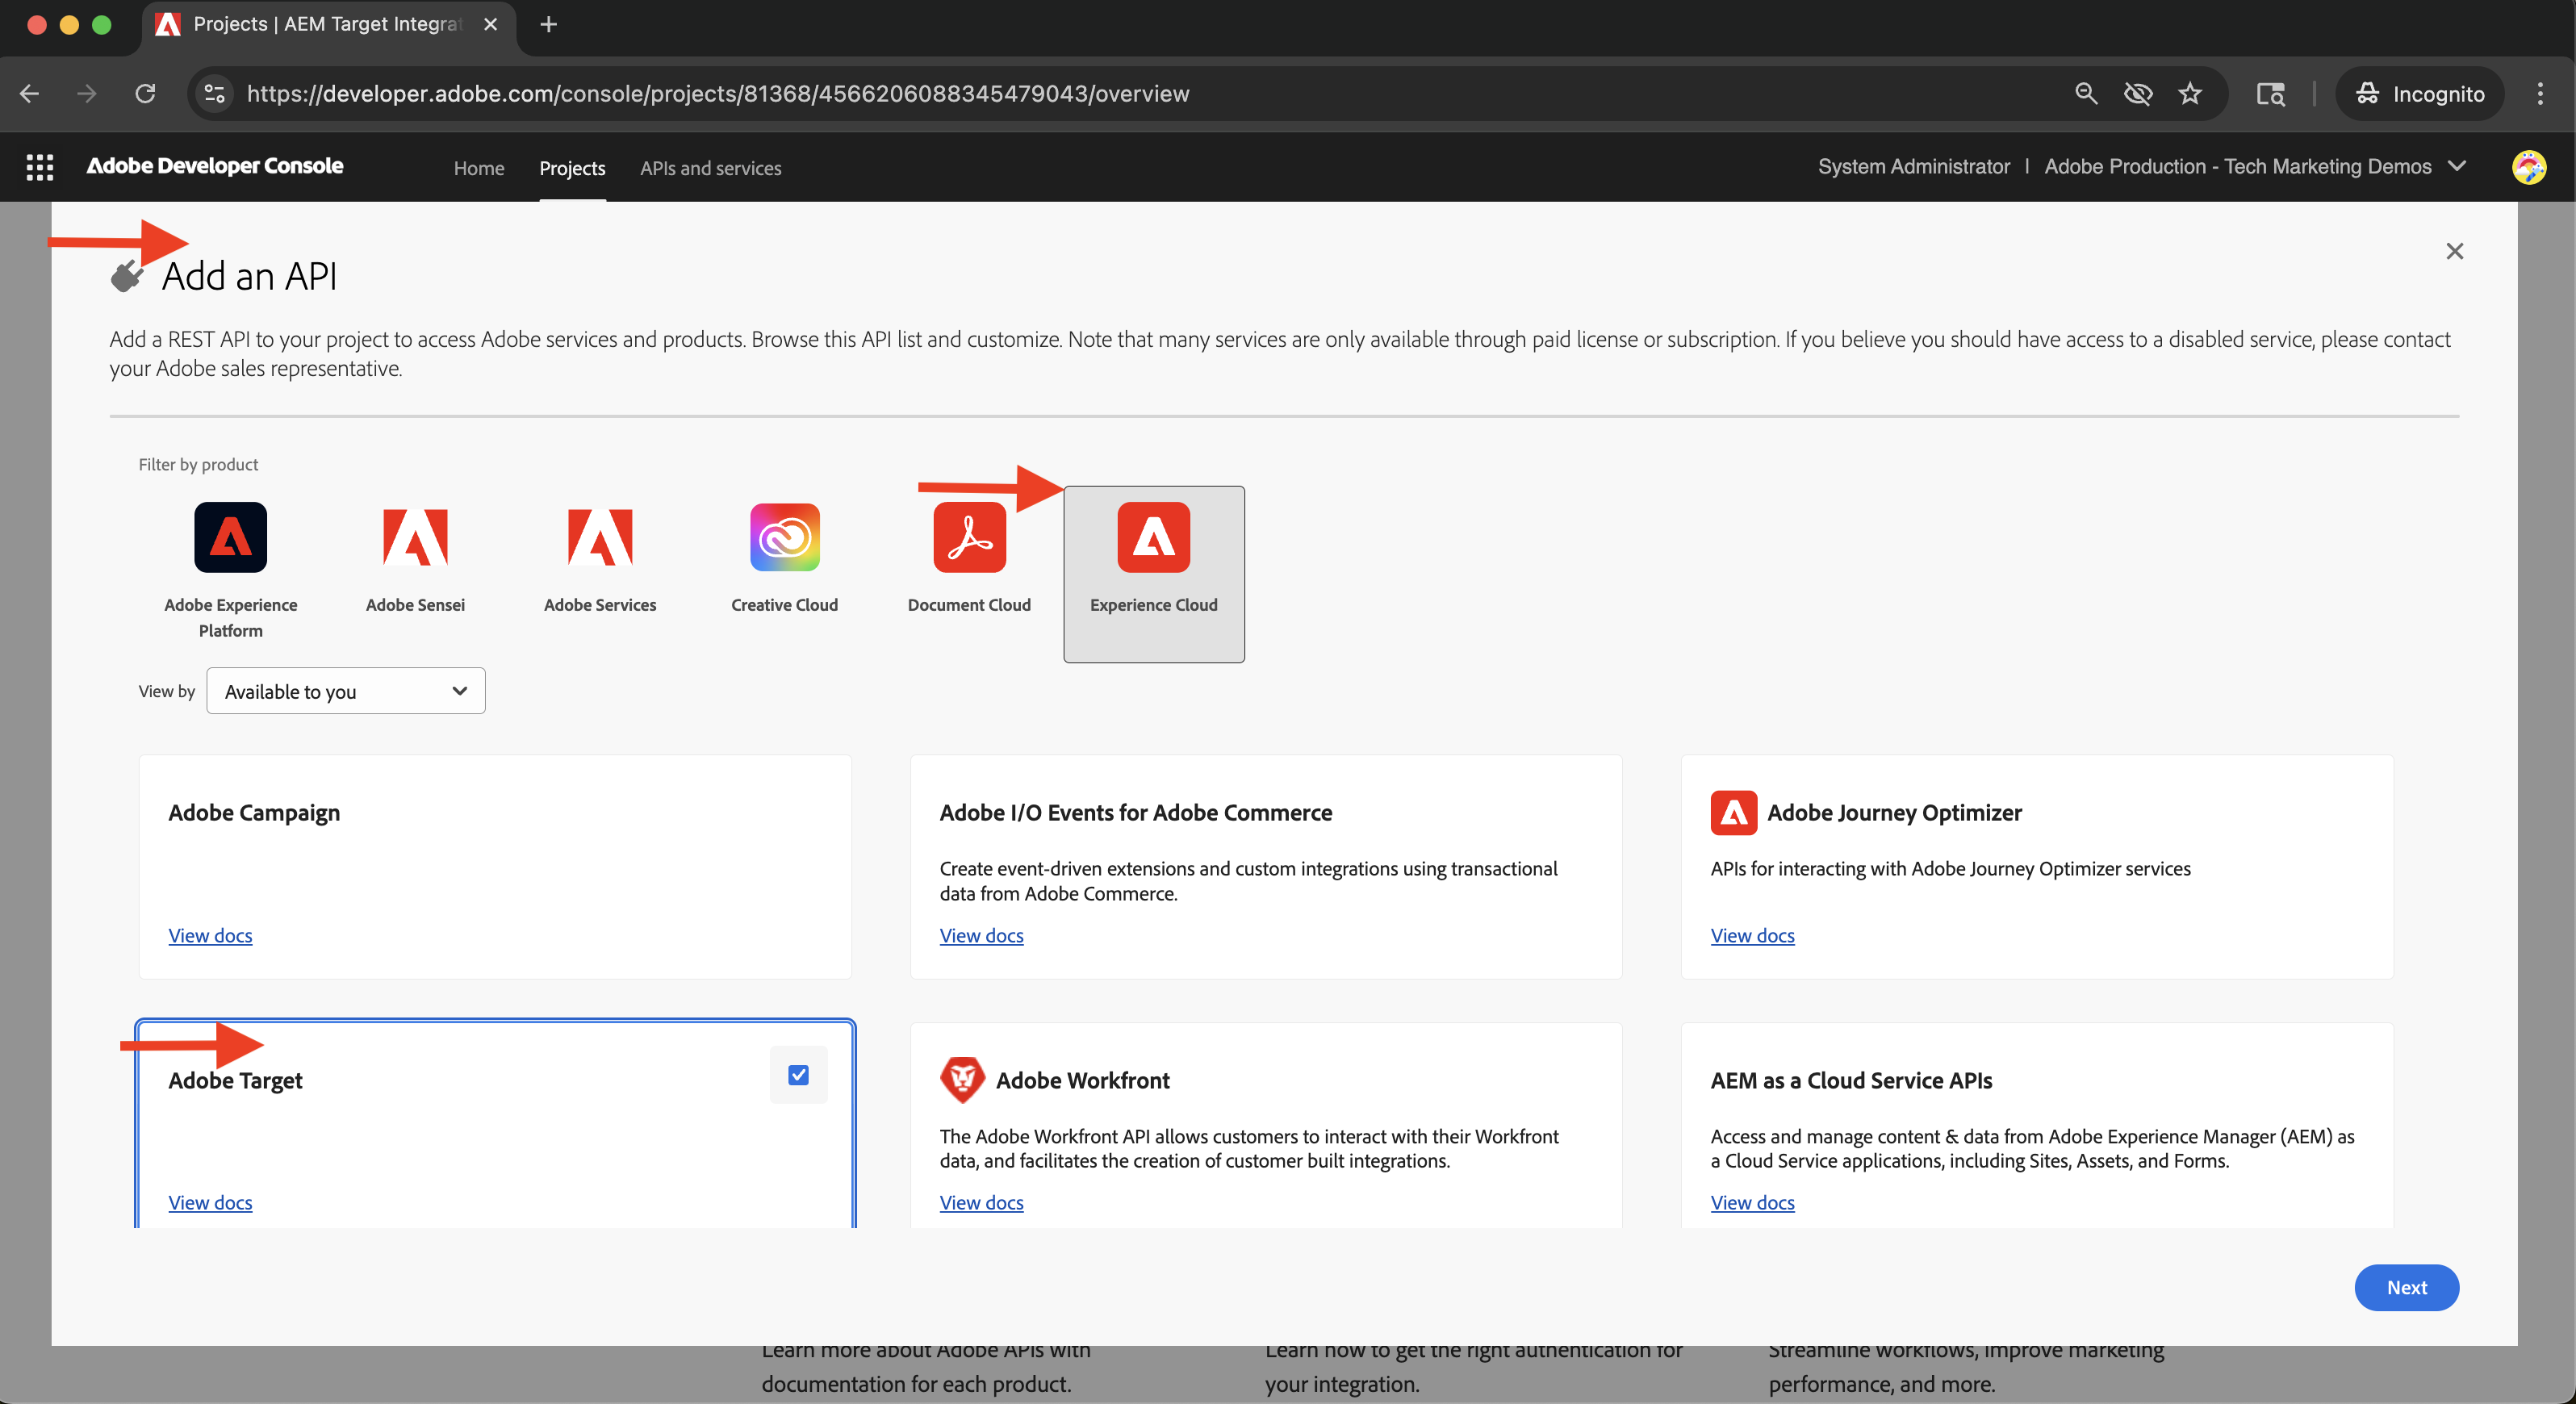 Projects | AEM Target Integrat
https://developer.adobe.com/console/projects/81368/4566206088345479043/overview
Incognito
Adobe Developer Console
Home
Projects
APIs and services
System Administrator | Adobe Production - Tech Marketing Demos
Add an API
Add a REST API to your project to access Adobe services and products. Browse this API list and customize. Note that many services are only available through paid license or subscription. If you believe you should have access to a disabled service, please contact
your Adobe sales representative.
Filter by product
Adobe Experience
Platform
Adobe Sensei
Adobe Services
Creative Cloud
Document Cloud
Experience Cloud
View by
Available to you
Adobe Campaign
View docs
Adobe I/O Events for Adobe Commerce
Create event-driven extensions and custom integrations using transactional
data from Adobe Commerce.
View docs
Adobe Journey Optimizer
APIs for interacting with Adobe Journey Optimizer services
View docs
Adobe Target
View docs
Adobe Workfront
The Adobe Workfront API allows customers to interact with their Workfront
data, and facilitates the creation of customer built integrations.
View docs
AEM as a Cloud Service APIs
Access and manage content & data from Adobe Experience Manager (AEM) as
a Cloud Service applications, including Sites, Assets, and Forms.
View docs
Next
Learn more about Adobe APIs with
documentation for each product.
Learn how to get the right authentication for
your integration.
Streamline workflows, improve marketing
performance, and more.